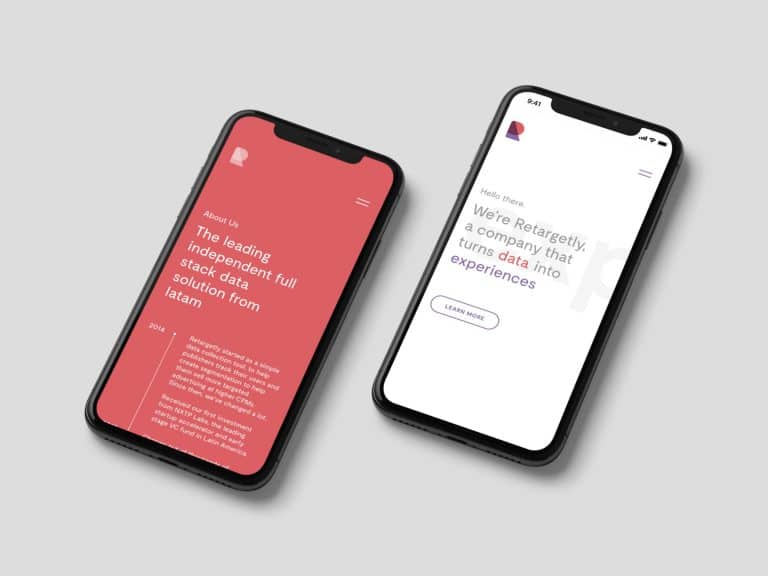 About Us
The leading
independent full
stack data
solution from
latam
2014
Retargetly started as a simple
data collection tool, to help
publishers track their users and
create segmentation to help
them sell more targeted
advertising at higher CPMs.
Since then, we've changed a lot.
Received our first investment
from NXTP Labs, the leading
startup accelerator and early
stage VC fund in Latin America.
9:41
Hello there.
We're Retargetly,
a company that
turns data into
experiences
exp
LEARN MORE